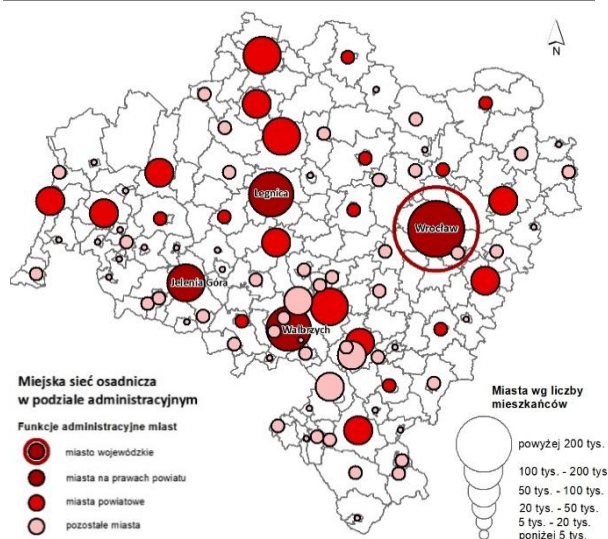 N
Legnica
Wrocław
Jelenia Góra
Wałbrzych
Miejska sieć osadnicza
w podziale administracyjnym
Funkcje administracyjne miast
miasto wojewódzkie
miasta na prawach powiatu
miasta powiatowe
pozostałe miasta
Miasta wg liczby
mieszkańców
powyżej 200 tys.
100 tys. - 200 tys.
50 tys. - 100 tys.
20 tys. - 50 tys.
5 tys. - 20 tys.
poniżej 5 tys.